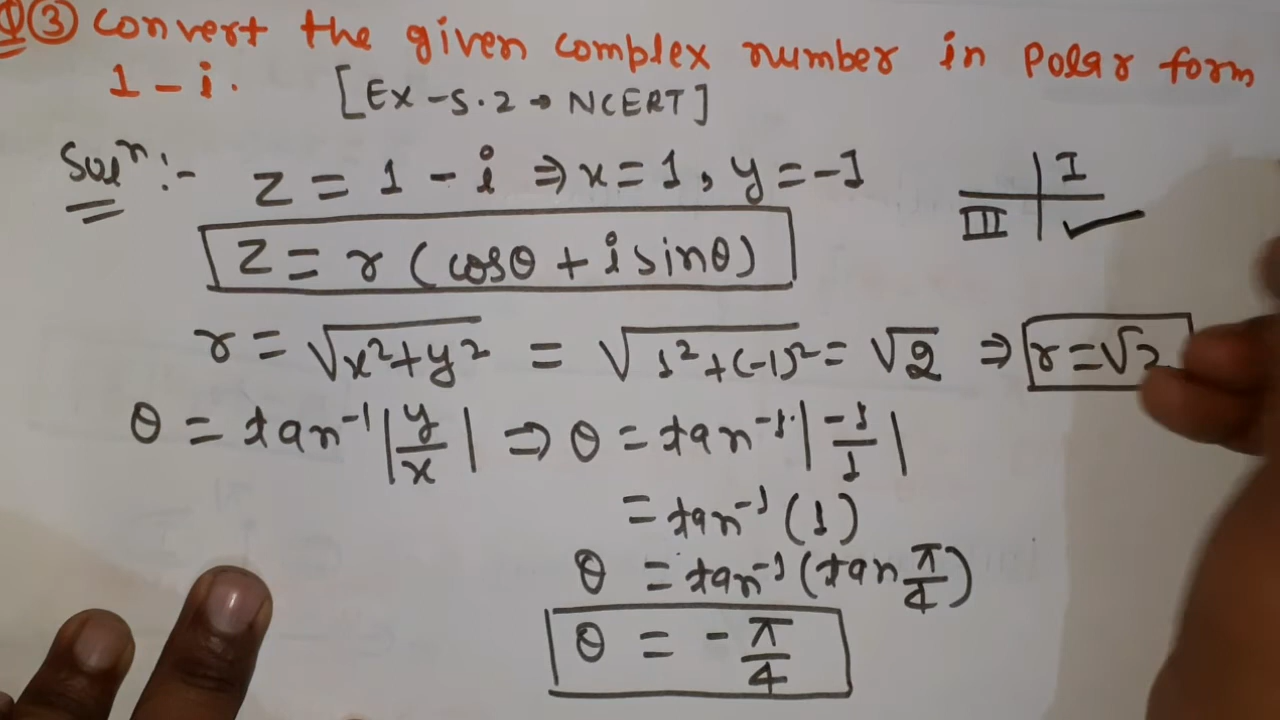 Q③ convert the given complex number in Polar form
1 - i.
[EX - 5.2 → NCERT]
Solⁿ :- z = 1 - i ⇒ x = 1, y = -1
I
III ✓
z = r (cosθ + i sinθ)
r = √(x² + y²) = √(1² + (-1)²) = √2 ⇒ r = √2
θ = tan⁻¹ |y/x| ⇒ θ = tan⁻¹ |-1/1|
= tan⁻¹ (1)
θ = tan⁻¹ (tan π/4)
θ = - π/4